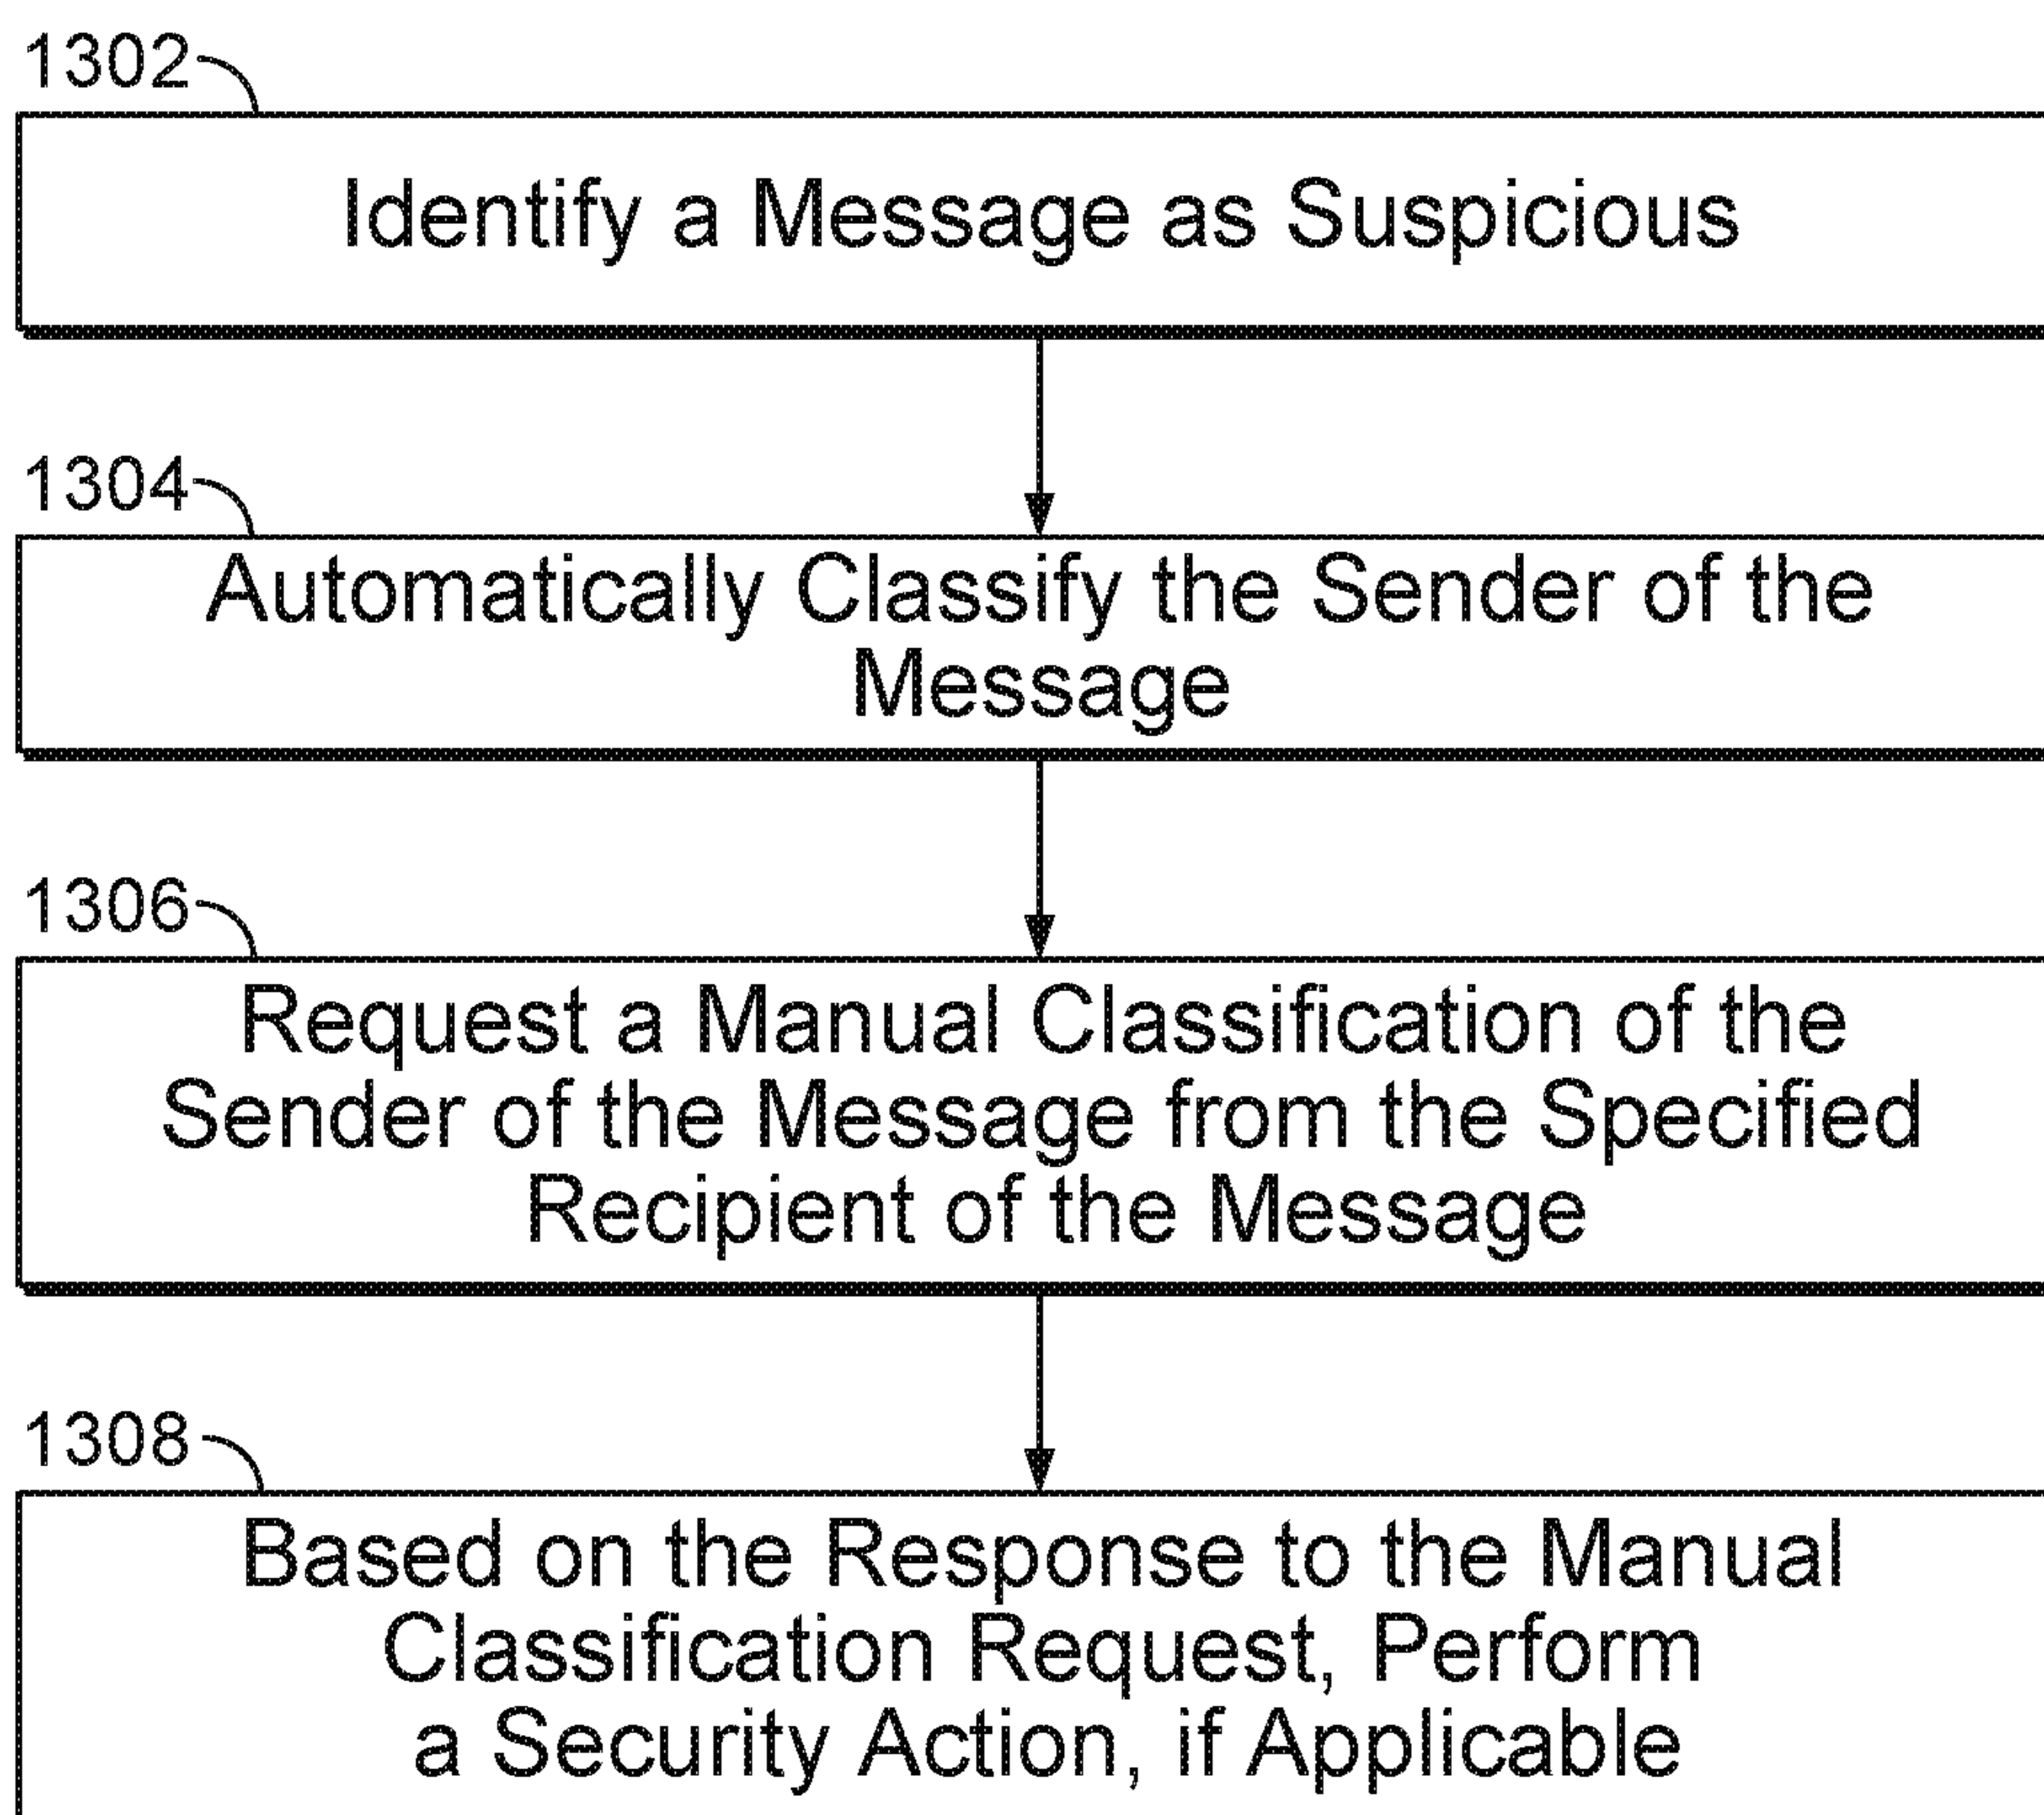 1302
Identify a Message as Suspicious
1304
Automatically Classify the Sender of the
Message
1306
Request a Manual Classification of the
Sender of the Message from the Specified
Recipient of the Message
1308
Based on the Response to the Manual
Classification Request, Perform
a Security Action, if Applicable